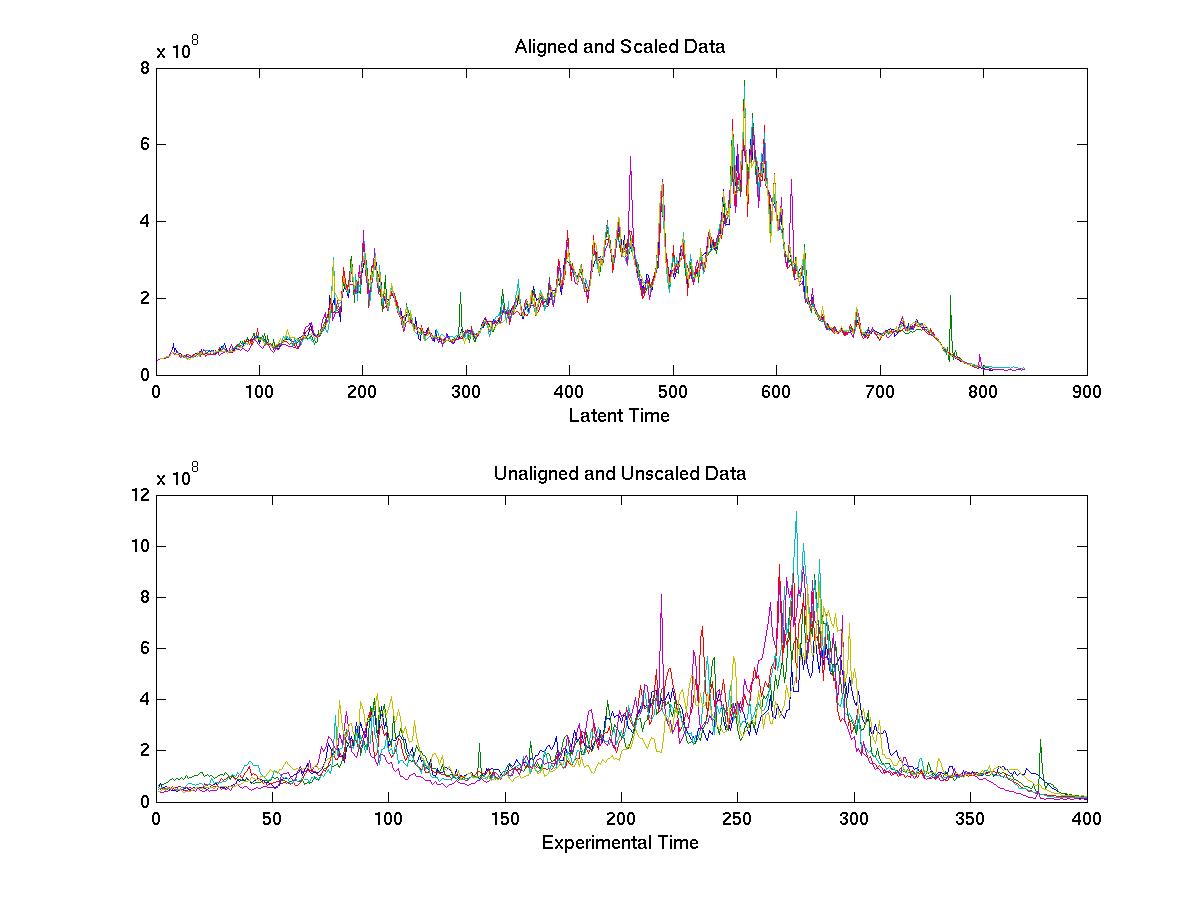 Aligned and Scaled Data
x 10^8
8
6
4
2
0
0 100 200 300 400 500 600 700 800 900
Latent Time
Unaligned and Unscaled Data
x 10^8
12
10
8
6
4
2
0
0 50 100 150 200 250 300 350 400
Experimental Time